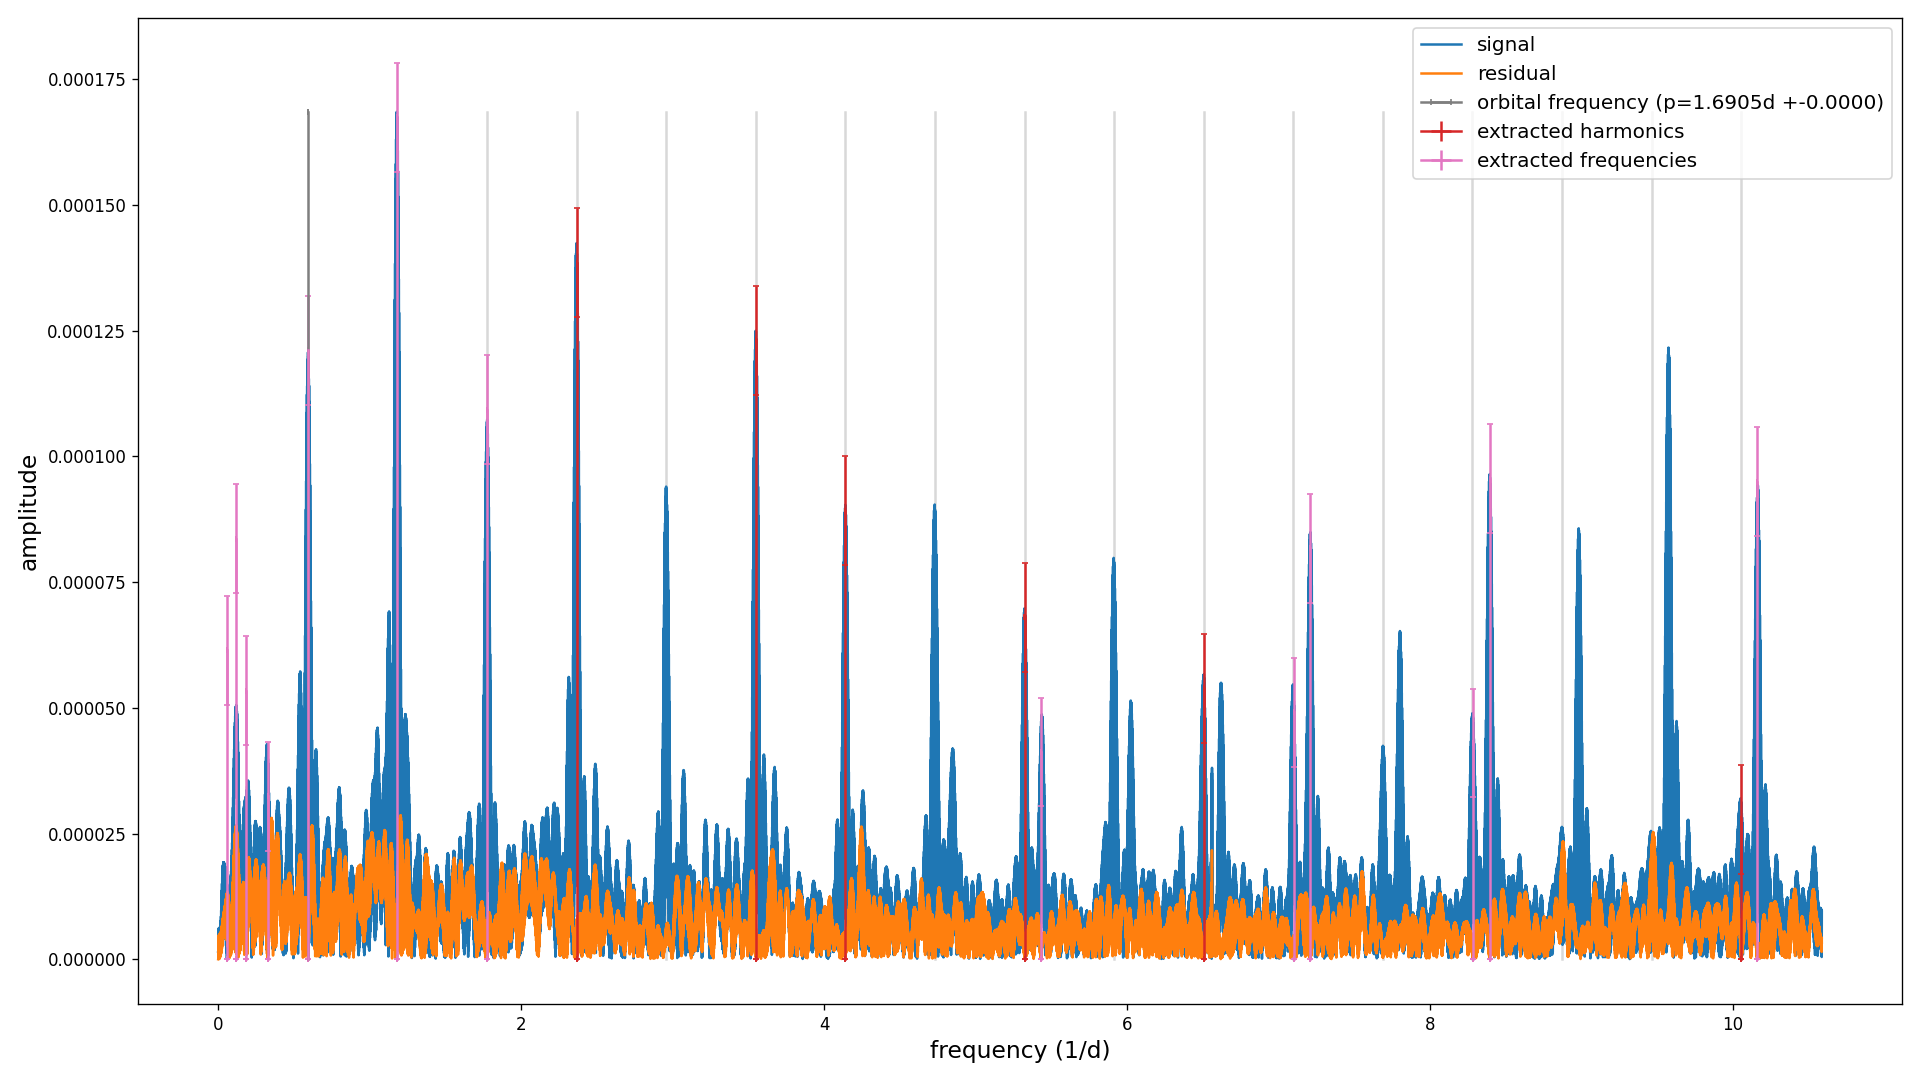 signal
residual
orbital frequency (p=1.6905d +-0.0000)
extracted harmonics
extracted frequencies
0.000175
0.000150
0.000125
0.000100
0.000075
0.000050
0.000025
0.000000
amplitude
0 2 4 6 8 10
frequency (1/d)